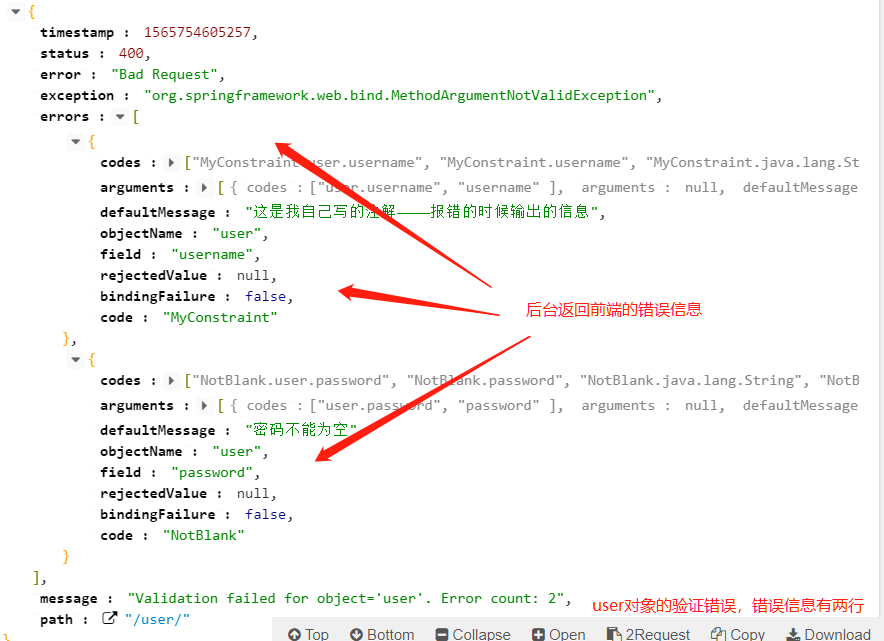 {
timestamp : 1565754605257,
status : 400,
error : "Bad Request",
exception : "org.springframework.web.bind.MethodArgumentNotValidException",
errors : [
{
codes : ["MyConstraint.user.username", "MyConstraint.username", "MyConstraint.java.lang.St
arguments : [ { codes : ["user.username", "username" ], arguments : null, defaultMessage
defaultMessage : "这是我自己写的注解————报错的时候输出的信息",
objectName : "user",
field : "username",
rejectedValue : null,
bindingFailure : false,
code : "MyConstraint"
后台返回前端的错误信息
},
{
codes : ["NotBlank.user.password", "NotBlank.password", "NotBlank.java.lang.String", "NotB
arguments : [ { codes : ["user.password", "password" ], arguments : null, defaultMessage
defaultMessage : "密码不能为空"
objectName : "user",
field : "password",
rejectedValue : null,
bindingFailure : false,
code : "NotBlank"
}
],
message : "Validation failed for object='user'. Error count: 2",
user对象的验证错误，错误信息有两行
path : "/user/"
}
Top Bottom Collapse Open 2Request Copy Download